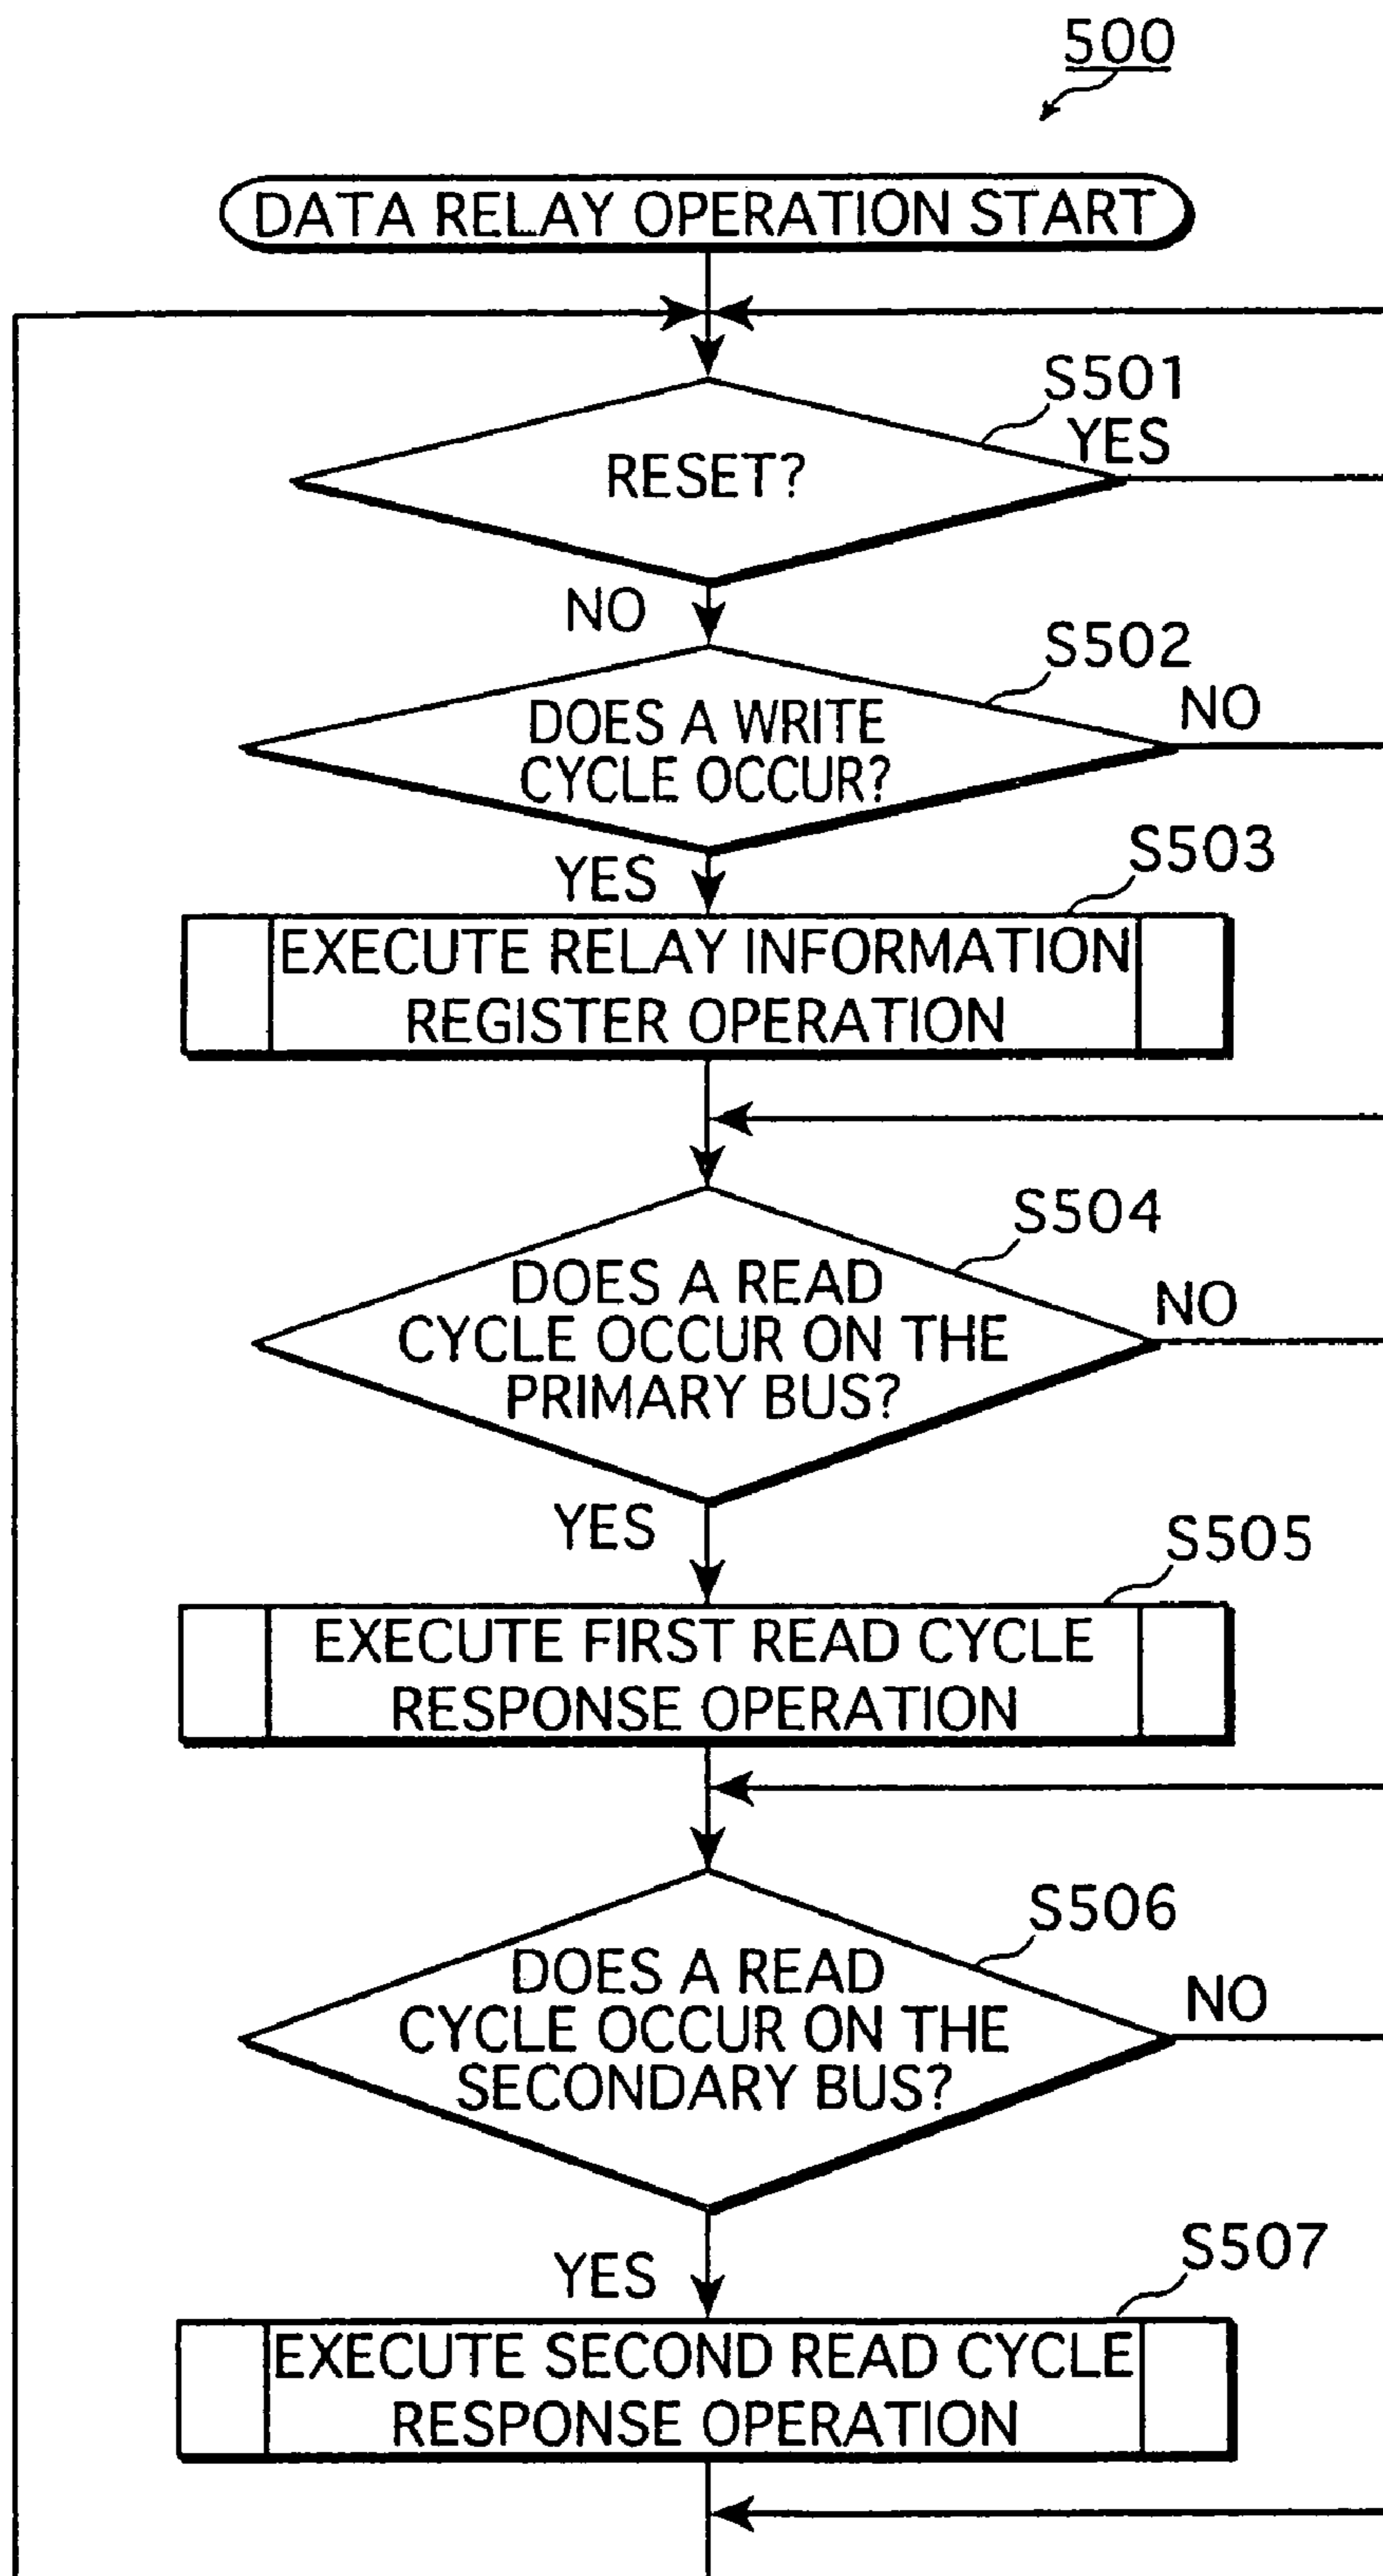 500
DATA RELAY OPERATION START
S501
RESET?
YES
NO
S502
DOES A WRITE
CYCLE OCCUR?
NO
YES
S503
EXECUTE RELAY INFORMATION
REGISTER OPERATION
S504
DOES A READ
CYCLE OCCUR ON THE
PRIMARY BUS?
NO
YES
S505
EXECUTE FIRST READ CYCLE
RESPONSE OPERATION
S506
DOES A READ
CYCLE OCCUR ON THE
SECONDARY BUS?
NO
YES
S507
EXECUTE SECOND READ CYCLE
RESPONSE OPERATION